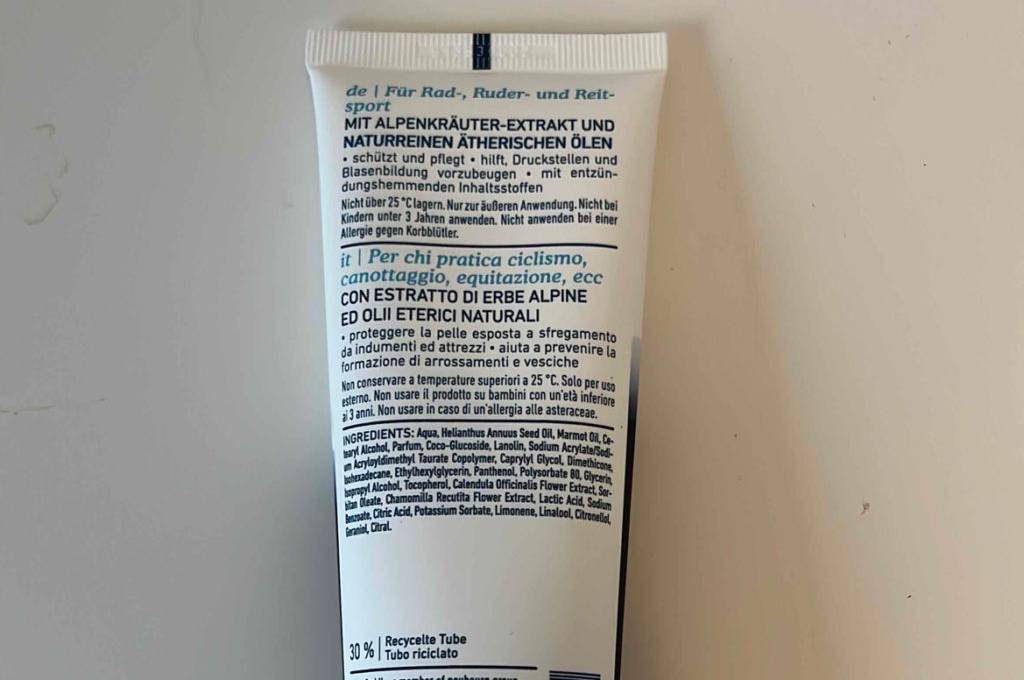 de | Für Rad-, Ruder- und Reit-
sport
MIT ALPENKRÄUTER-EXTRAKT UND
NATURREINEN ÄTHERISCHEN ÖLEN
• schützt und pflegt • hilft, Druckstellen und
Blasenbildung vorzubeugen • mit entzün-
dungshemmenden Inhaltsstoffen
Nicht über 25 °C lagern. Nur zur äußeren Anwendung. Nicht bei
Kindern unter 3 Jahren anwenden. Nicht anwenden bei einer
Allergie gegen Korbblütler.
it | Per chi pratica ciclismo,
canottaggio, equitazione, ecc
CON ESTRATTO DI ERBE ALPINE
ED OLII ETERICI NATURALI
• proteggere la pelle esposta a sfregamento
da indumenti ed attrezzi • aiuta a prevenire la
formazione di arrossamenti e vesciche
Non conservare a temperature superiori a 25 °C. Solo per uso
esterno. Non usare il prodotto su bambini con un'età inferiore
ai 3 anni. Non usare in caso di un'allergia alle asteraceae.
INGREDIENTS: Aqua, Helianthus Annuus Seed Oil, Marmot Oil, Ce-
tearyl Alcohol, Parfum, Coco-Glucoside, Lanolin, Sodium Acrylate/Sodi-
um Acryloyldimethyl Taurate Copolymer, Caprylyl Glycol, Dimethicone,
Isohexadecane, Ethylhexylglycerin, Panthenol, Polysorbate 80, Glycerin,
Isopropyl Alcohol, Tocopherol, Calendula Officinalis Flower Extract, Sor-
bitan Oleate, Chamomilla Recutita Flower Extract, Lactic Acid, Sodium
Benzoate, Citric Acid, Potassium Sorbate, Limonene, Linalool, Citronellol,
Geraniol, Citral.
30 % | Recycelte Tube
Tubo riciclato